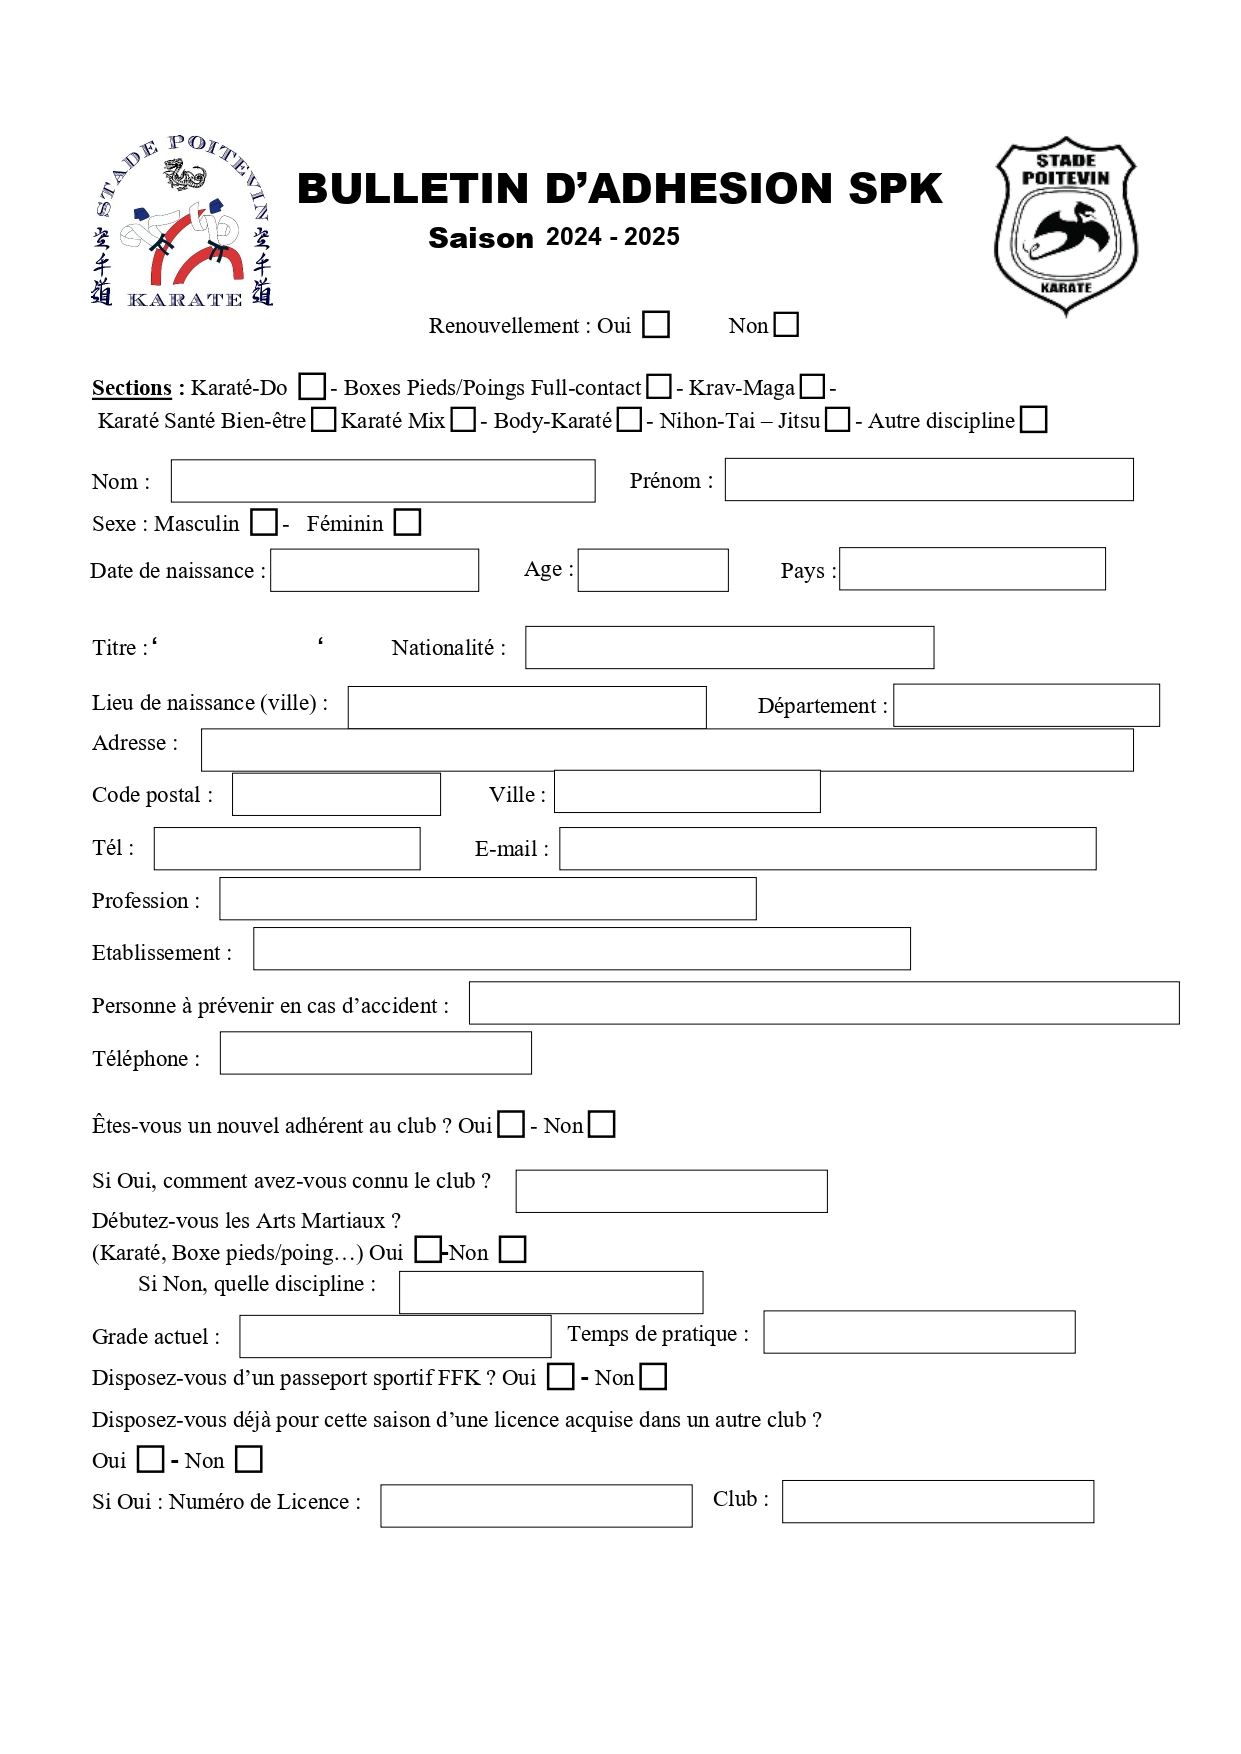 STADE POITEVIN
空手道
空手道
KARATE
BULLETIN D’ADHESION SPK
Saison 2024 - 2025
STADE
POITEVIN
KARATE
Renouvellement : Oui Non
Sections : Karaté-Do - Boxes Pieds/Poings Full-contact - Krav-Maga -
Karaté Santé Bien-être Karaté Mix - Body-Karaté - Nihon-Tai – Jitsu - Autre discipline
Nom : Prénom :
Sexe : Masculin - Féminin
Date de naissance : Age : Pays :
Titre : ‘ ‘ Nationalité :
Lieu de naissance (ville) : Département :
Adresse :
Code postal : Ville :
Tél : E-mail :
Profession :
Etablissement :
Personne à prévenir en cas d’accident :
Téléphone :
Êtes-vous un nouvel adhérent au club ? Oui - Non
Si Oui, comment avez-vous connu le club ?
Débutez-vous les Arts Martiaux ?
(Karaté, Boxe pieds/poing…) Oui -Non
Si Non, quelle discipline :
Grade actuel : Temps de pratique :
Disposez-vous d’un passeport sportif FFK ? Oui - Non
Disposez-vous déjà pour cette saison d’une licence acquise dans un autre club ?
Oui - Non
Si Oui : Numéro de Licence : Club :